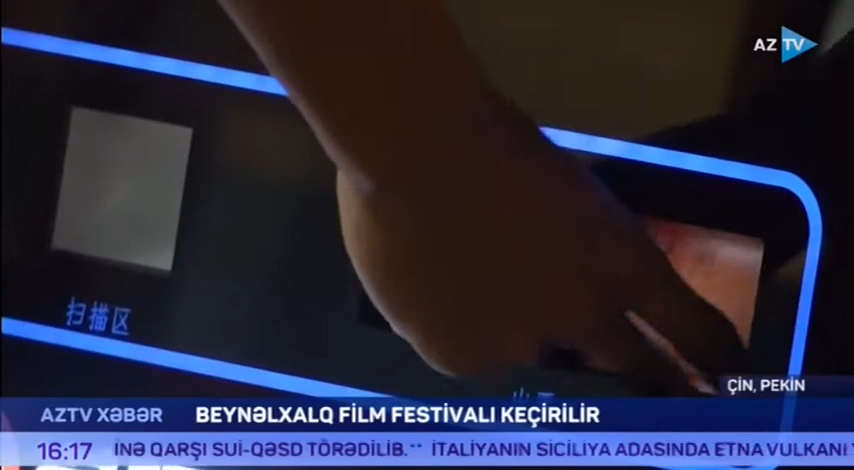 AZ TV
扫描区
ÇİN, PEKİN
AZTV XƏBƏR BEYNƏLXALQ FİLM FESTİVALI KEÇİRİLİR
16:17 İNƏ QARŞI SUİ-QƏSD TÖRƏDİLİB. İTALİYANIN SİCİLİYA ADASINDA ETNA VULKANI